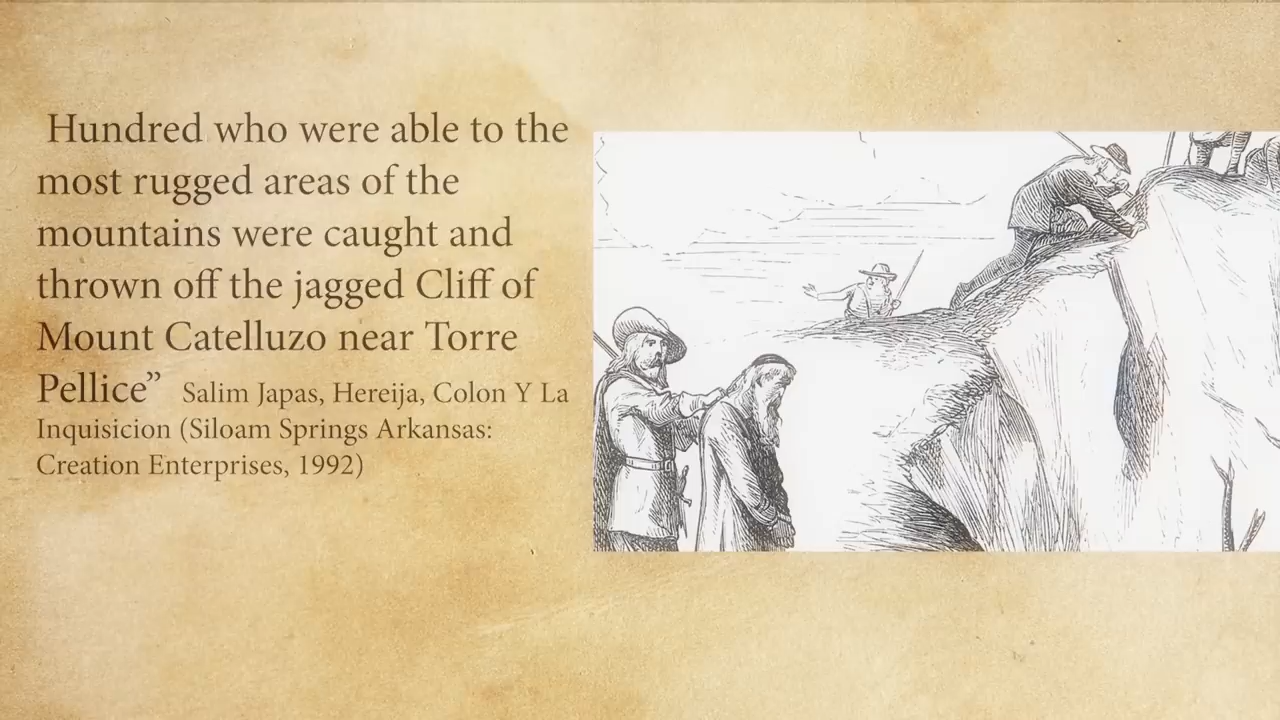 Hundred who were able to the
most rugged areas of the
mountains were caught and
thrown off the jagged Cliff of
Mount Catelluzo near Torre
Pellice” Salim Japas, Hereija, Colon Y La
Inquisicion (Siloam Springs Arkansas:
Creation Enterprises, 1992)